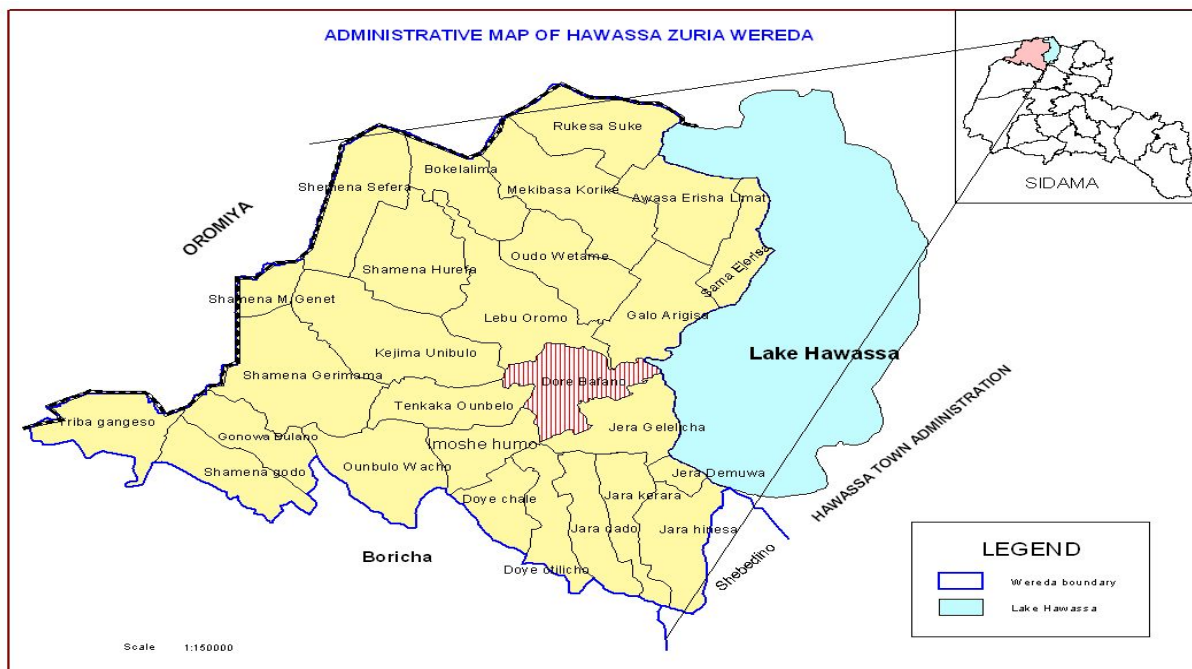 ADMINISTRATIVE MAP OF HAWASSA ZURIA WEREDA
SIDAMA
OROMIYA
Rukesa Suke
Bokelalima
Shemena Sefera
Mekibasa Korike
Awasa Erisha Limat
Oudo Wetame
Shamena Hurefa
Sama Ejerisa
Shamena M. Genet
Lebu Oromo
Galo Arigisa
Kejima Unibulo
Lake Hawassa
Shamena Gerimama
Dore Bafano
Tenkaka Ounbelo
Triba gangeso
Gonowa Bulano
Imoshe humo
Jera Gelelicha
Shamena godo
Ounbulo Wacho
Jera Demuwa
Doye chale
Jara kerara
Jara dado
Jara hinesa
HAWASSA TOWN ADMINISTRATION
Boricha
Doye otilicho
Shebedino
LEGEND
Wereda boundary
Lake Hawassa
Scale 1:150000